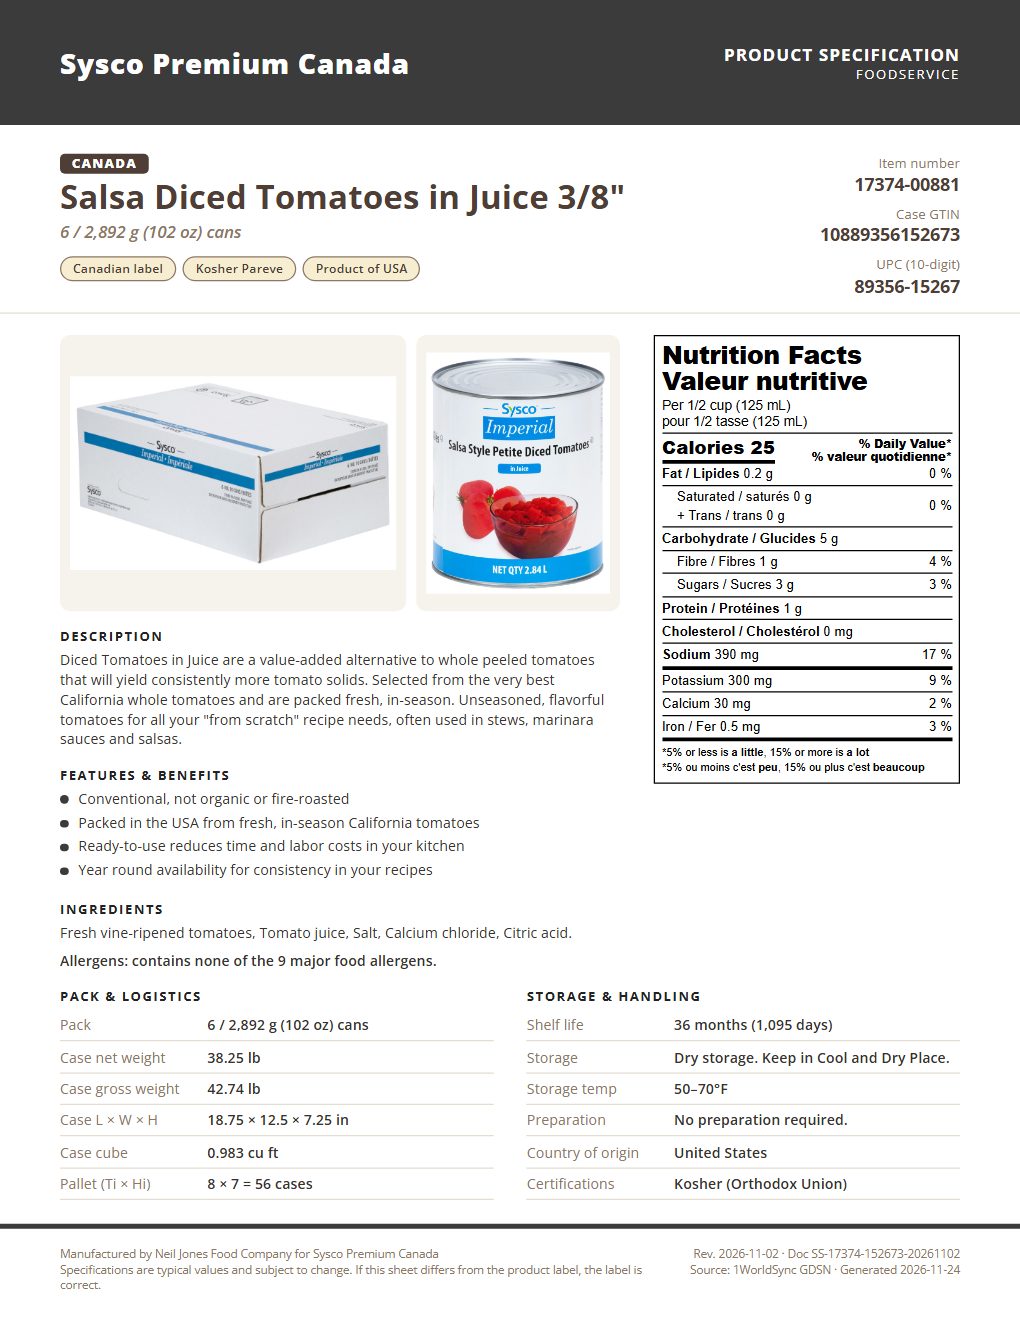 Sysco Premium Canada
PRODUCT SPECIFICATION
FOODSERVICE
CANADA
Salsa Diced Tomatoes in Juice 3/8"
6 / 2,892 g (102 oz) cans
Canadian label
Kosher Pareve
Product of USA
Item number
17374-00881
Case GTIN
10889356152673
UPC (10-digit)
89356-15267
Sysco
Imperial · Impériale
Sysco
Imperial · Impériale
Sysco
Sysco
Imperial
Salsa Style Petite Diced Tomatoes
in Juice
NET QTY 2.84 L
Nutrition Facts
Valeur nutritive
Per 1/2 cup (125 mL)
pour 1/2 tasse (125 mL)
Calories 25
% Daily Value*
% valeur quotidienne*
Fat / Lipides 0.2 g 0 %
Saturated / saturés 0 g
+ Trans / trans 0 g
0 %
Carbohydrate / Glucides 5 g
Fibre / Fibres 1 g 4 %
Sugars / Sucres 3 g 3 %
Protein / Protéines 1 g
Cholesterol / Cholestérol 0 mg
Sodium 390 mg 17 %
Potassium 300 mg 9 %
Calcium 30 mg 2 %
Iron / Fer 0.5 mg 3 %
*5% or less is a little, 15% or more is a lot
*5% ou moins c'est peu, 15% ou plus c'est beaucoup
DESCRIPTION
Diced Tomatoes in Juice are a value-added alternative to whole peeled tomatoes
that will yield consistently more tomato solids. Selected from the very best
California whole tomatoes and are packed fresh, in-season. Unseasoned, flavorful
tomatoes for all your "from scratch" recipe needs, often used in stews, marinara
sauces and salsas.
FEATURES & BENEFITS
Conventional, not organic or fire-roasted
Packed in the USA from fresh, in-season California tomatoes
Ready-to-use reduces time and labor costs in your kitchen
Year round availability for consistency in your recipes
INGREDIENTS
Fresh vine-ripened tomatoes, Tomato juice, Salt, Calcium chloride, Citric acid.
Allergens: contains none of the 9 major food allergens.
PACK & LOGISTICS
Pack 6 / 2,892 g (102 oz) cans
Case net weight 38.25 lb
Case gross weight 42.74 lb
Case L × W × H 18.75 × 12.5 × 7.25 in
Case cube 0.983 cu ft
Pallet (Ti × Hi) 8 × 7 = 56 cases
STORAGE & HANDLING
Shelf life 36 months (1,095 days)
Storage Dry storage. Keep in Cool and Dry Place.
Storage temp 50–70°F
Preparation No preparation required.
Country of origin United States
Certifications Kosher (Orthodox Union)
Manufactured by Neil Jones Food Company for Sysco Premium Canada
Specifications are typical values and subject to change. If this sheet differs from the product label, the label is
correct.
Rev. 2026-11-02 · Doc SS-17374-152673-20261102
Source: 1WorldSync GDSN · Generated 2026-11-24